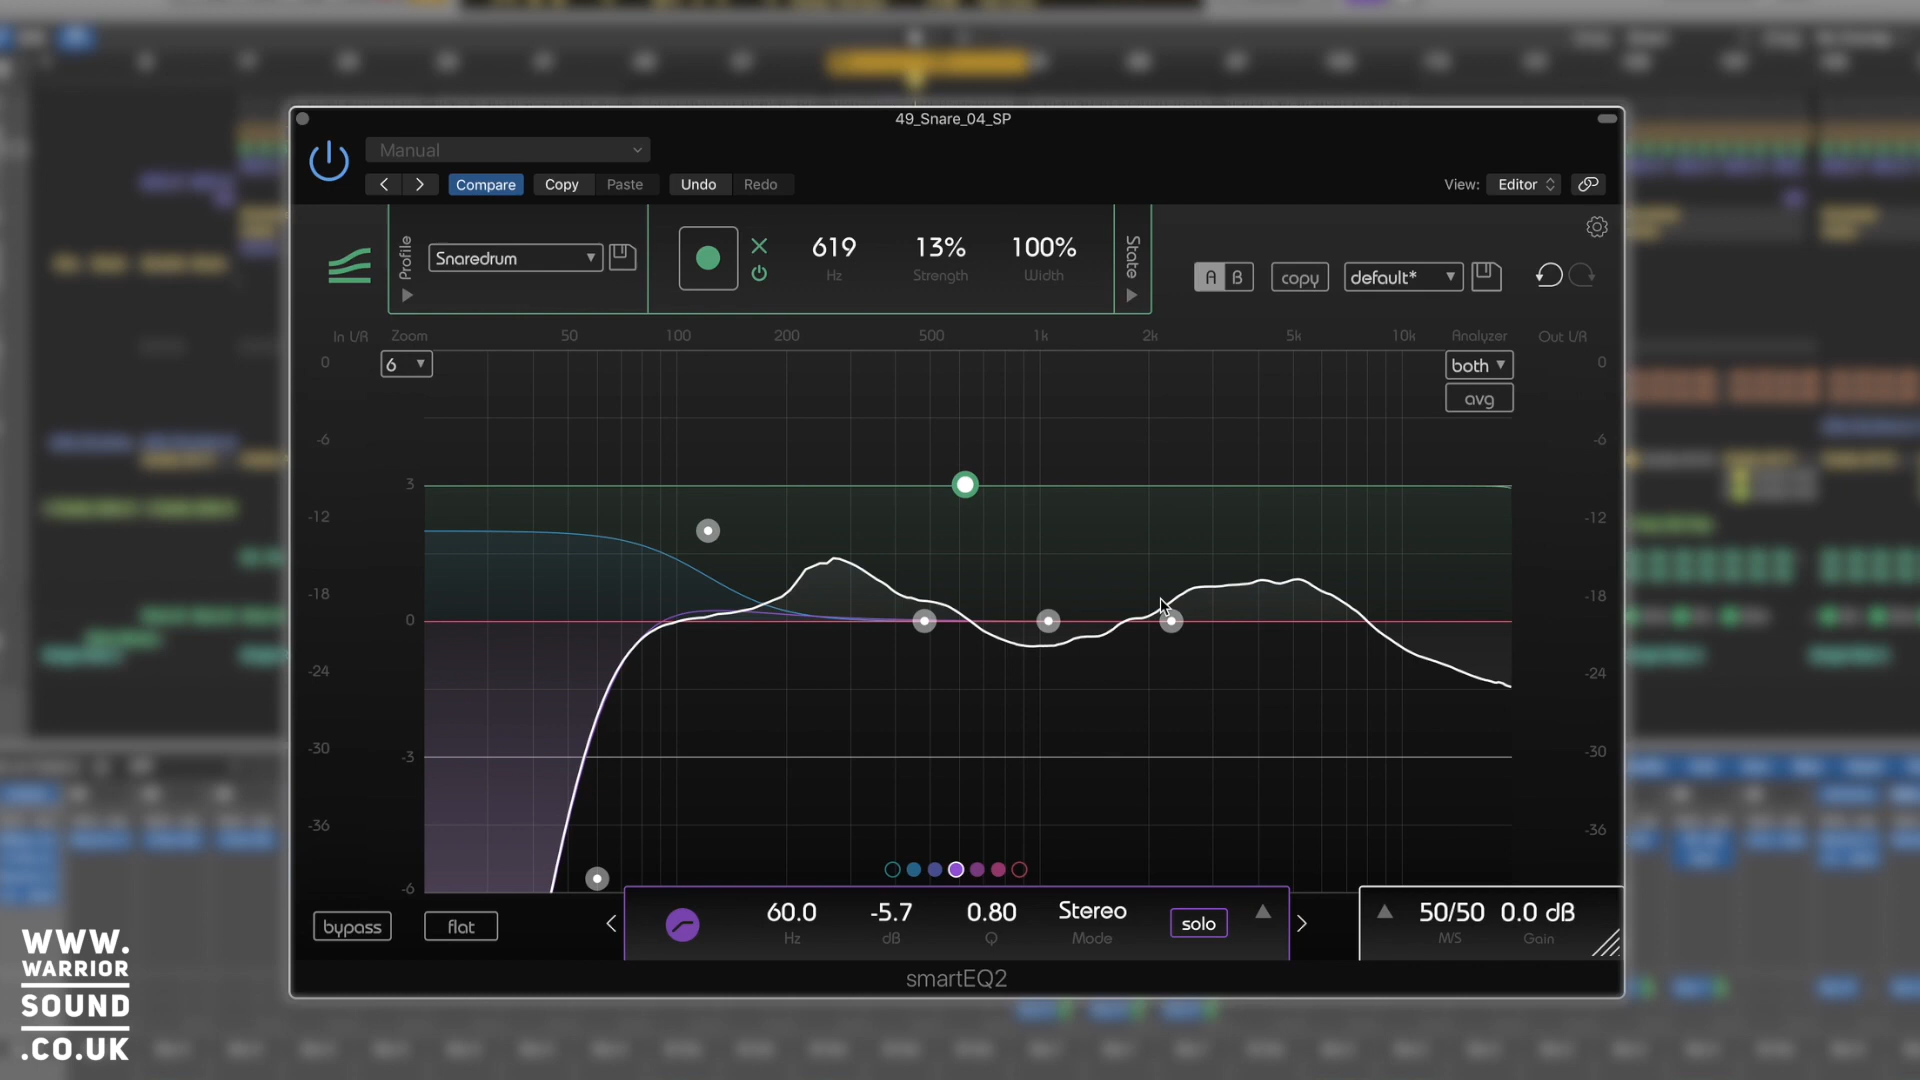 49_Snare_04_SP
Manual
Compare Copy Paste Undo Redo
View: Editor
Profile
Snaredrum
619 13% 100%
Hz Strength Width
State
A B copy default*
In L/R Zoom 50 100 200 500 1k 2k 5k 10k Analyzer Out L/R
0 6 both 0
avg
-6 -6
3
-12 -12
-18 -18
0
-24 -24
-30 -3 -30
-36 -36
-6
bypass flat 60.0 -5.7 0.80 Stereo solo 50/50 0.0 dB
Hz dB Q Mode M/S Gain
smartEQ2
WWW.
WARRIOR
SOUND
.CO.UK